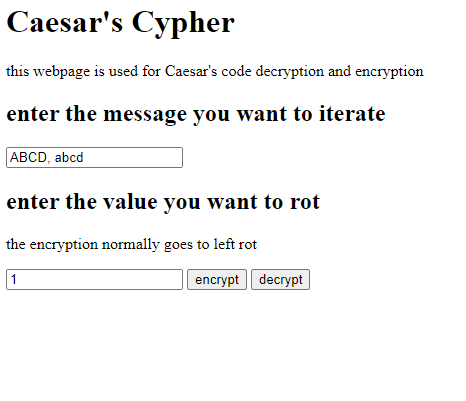 Caesar's Cypher
this webpage is used for Caesar's code decryption and encryption
enter the message you want to iterate
ABCD, abcd
enter the value you want to rot
the encryption normally goes to left rot
1 encrypt decrypt